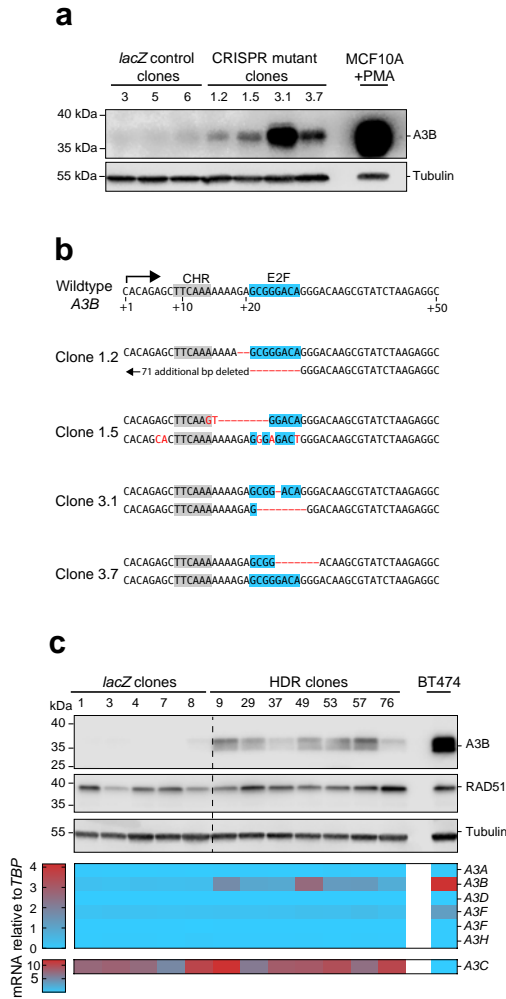 a
lacZ control clones
CRISPR mutant clones
MCF10A +PMA
3 5 6 1.2 1.5 3.1 3.7
40 kDa
35 kDa
A3B
55 kDa
Tubulin
b
CHR E2F
Wildtype A3B
CACAGAGCTTCAAAAAAAGAGCGGGACAGGGACAAGCGTATCTAAGAGGC
+1 +10 +20 +50
Clone 1.2
CACAGAGCTTCAAAAAAA--GCGGGACAGGGACAAGCGTATCTAAGAGGC
71 additional bp deleted --------GGGACAAGCGTATCTAAGAGGC
Clone 1.5
CACAGAGCTTCAAGT--------GGACAGGGACAAGCGTATCTAAGAGGC
CACAGCACTTCAAAAAAAGAGGGAGACTGGGACAAGCGTATCTAAGAGGC
Clone 3.1
CACAGAGCTTCAAAAAAAGAGCGG-ACAGGGACAAGCGTATCTAAGAGGC
CACAGAGCTTCAAAAAAAGAG--------GGACAAGCGTATCTAAGAGGC
Clone 3.7
CACAGAGCTTCAAAAAAAGAGCGG-------ACAAGCGTATCTAAGAGGC
CACAGAGCTTCAAAAAAAGAGCGGGACAGGGACAAGCGTATCTAAGAGGC
c
lacZ clones
HDR clones
BT474
kDa
1 3 4 7 8 9 29 37 49 53 57 76
40
35
25
A3B
40
35
RAD51
55
Tubulin
mRNA relative to TBP
4
3
2
1
0
A3A
A3B
A3D
A3F
A3F
A3H
10
5
0
A3C